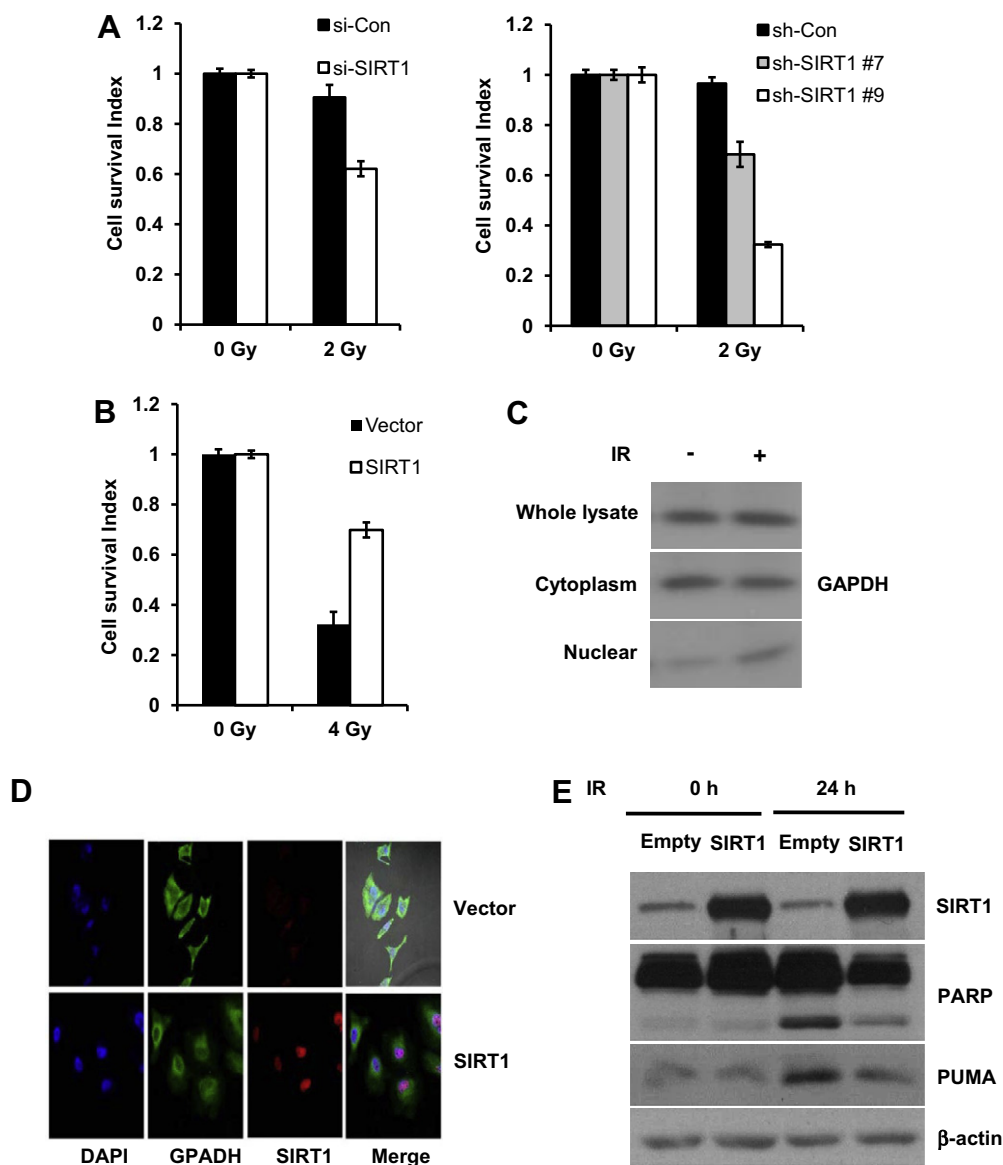 A
1.2
1
0.8
0.6
0.4
0.2
0
Cell survival Index
si-Con
si-SIRT1
0 Gy
2 Gy
1.2
1
0.8
0.6
0.4
0.2
0
Cell survival Index
sh-Con
sh-SIRT1 #7
sh-SIRT1 #9
0 Gy
2 Gy
B
1.2
1
0.8
0.6
0.4
0.2
0
Cell survival Index
Vector
SIRT1
0 Gy
4 Gy
C
IR - +
Whole lysate
Cytoplasm
Nuclear
GAPDH
D
Vector
SIRT1
DAPI GPADH SIRT1 Merge
E
IR 0 h 24 h
Empty SIRT1 Empty SIRT1
SIRT1
PARP
PUMA
β-actin